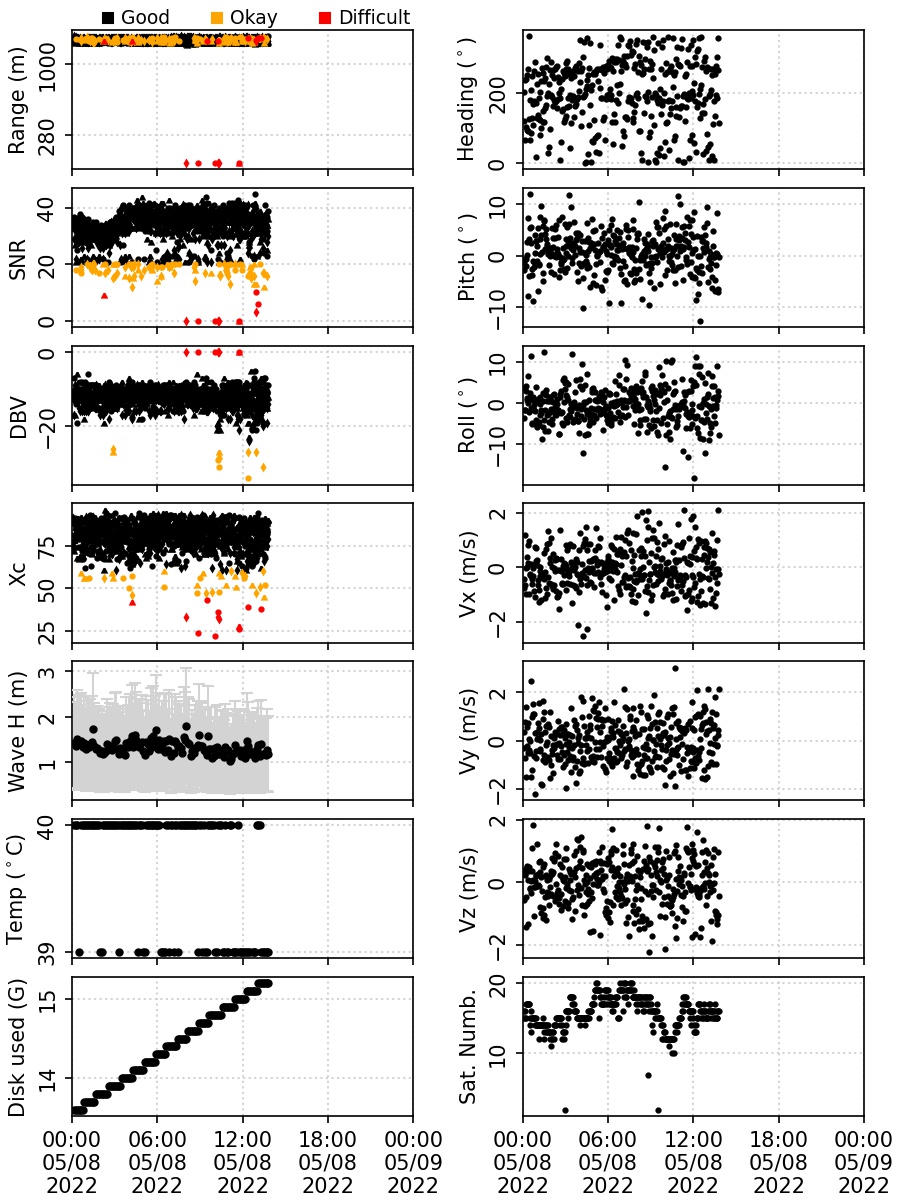 Good Okay Difficult
Range (m)
1000
280
Heading (°)
200
0
SNR
40
20
0
Pitch (°)
10
0
−10
DBV
0
−20
Roll (°)
10
0
−10
Xc
75
50
25
Vx (m/s)
2
0
−2
Wave H (m)
3
2
1
Vy (m/s)
2
0
−2
Temp (°C)
40
39
Vz (m/s)
2
0
−2
Disk used (G)
15
14
Sat. Numb.
20
10
00:00 06:00 12:00 18:00 00:00
05/08 05/08 05/08 05/08 05/09
2022 2022 2022 2022 2022
00:00 06:00 12:00 18:00 00:00
05/08 05/08 05/08 05/08 05/09
2022 2022 2022 2022 2022